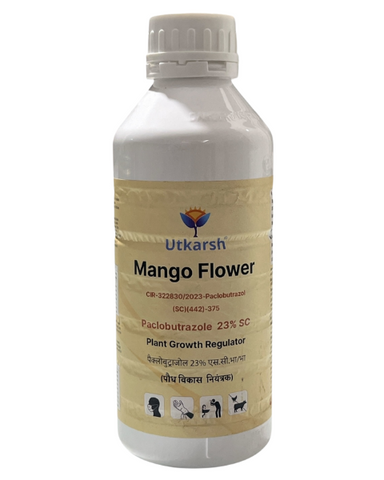 Utkarsh
Mango Flower
CIR-322830/2023-Paclobutrazol
(SC)(442)-375
Paclobutrazole 23% SC
Plant Growth Regulator
पैक्लोबुट्राजोल 23% एस.सी.भा/भा
(पौध विकास नियंत्रक)